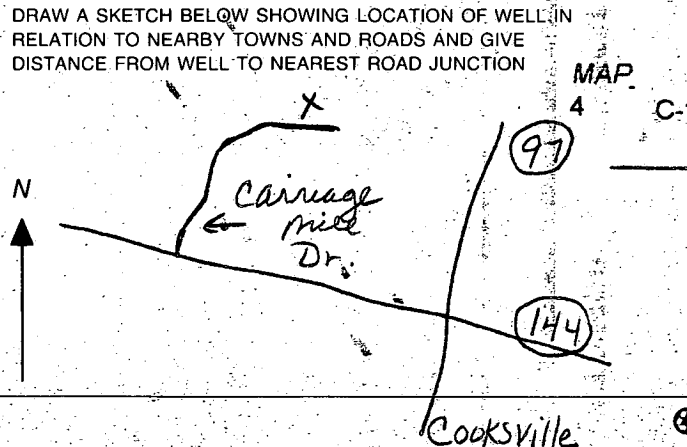 DRAW A SKETCH BELOW SHOWING LOCATION OF WELL IN
RELATION TO NEARBY TOWNS AND ROADS AND GIVE
DISTANCE FROM WELL TO NEAREST ROAD JUNCTION
MAP
4 C-
X
97
N
Carriage
Mill
Dr.
144
Cooksville